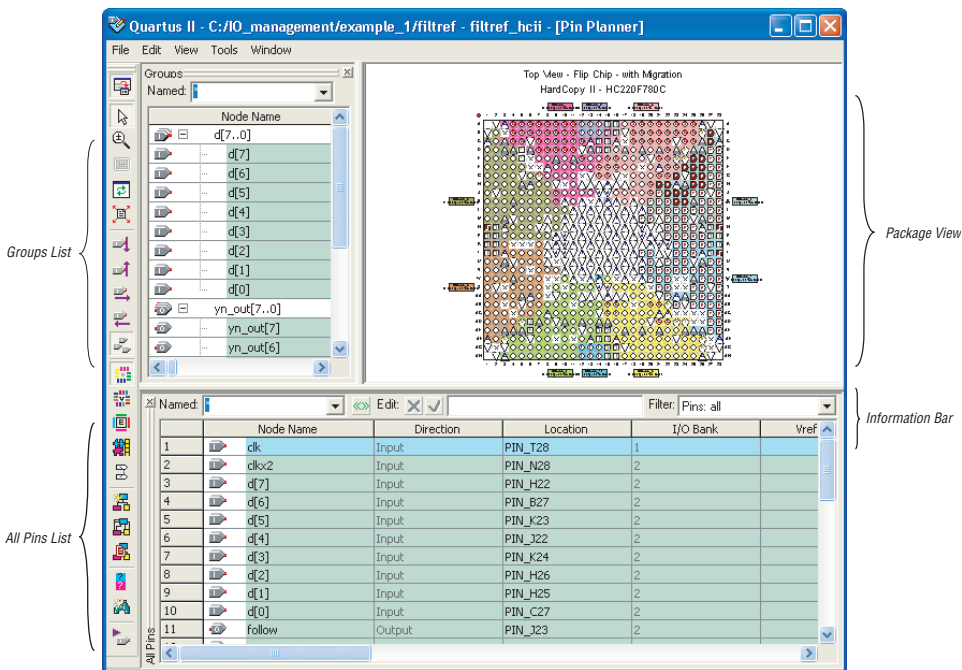 Quartus II - C:/IO_management/example_1/filtref - filtref_hcii - [Pin Planner]
File Edit View Tools Window
Groups
Named: *
Node Name
d[7..0]
d[7]
d[6]
d[5]
d[4]
d[3]
d[2]
d[1]
d[0]
yn_out[7..0]
yn_out[7]
yn_out[6]
Top View - Flip Chip - with Migration
HardCopy II - HC220F780C
Groups List
Package View
Information Bar
All Pins List
Named: * Edit: Filter: Pins: all
Node Name Direction Location I/O Bank Vref
1 clk Input PIN_T28 1
2 clkx2 Input PIN_N28 2
3 d[7] Input PIN_H22 2
4 d[6] Input PIN_B27 2
5 d[5] Input PIN_K23 2
6 d[4] Input PIN_J22 2
7 d[3] Input PIN_K24 2
8 d[2] Input PIN_H26 2
9 d[1] Input PIN_H25 2
10 d[0] Input PIN_C27 2
11 follow Output PIN_J23 2
All Pins